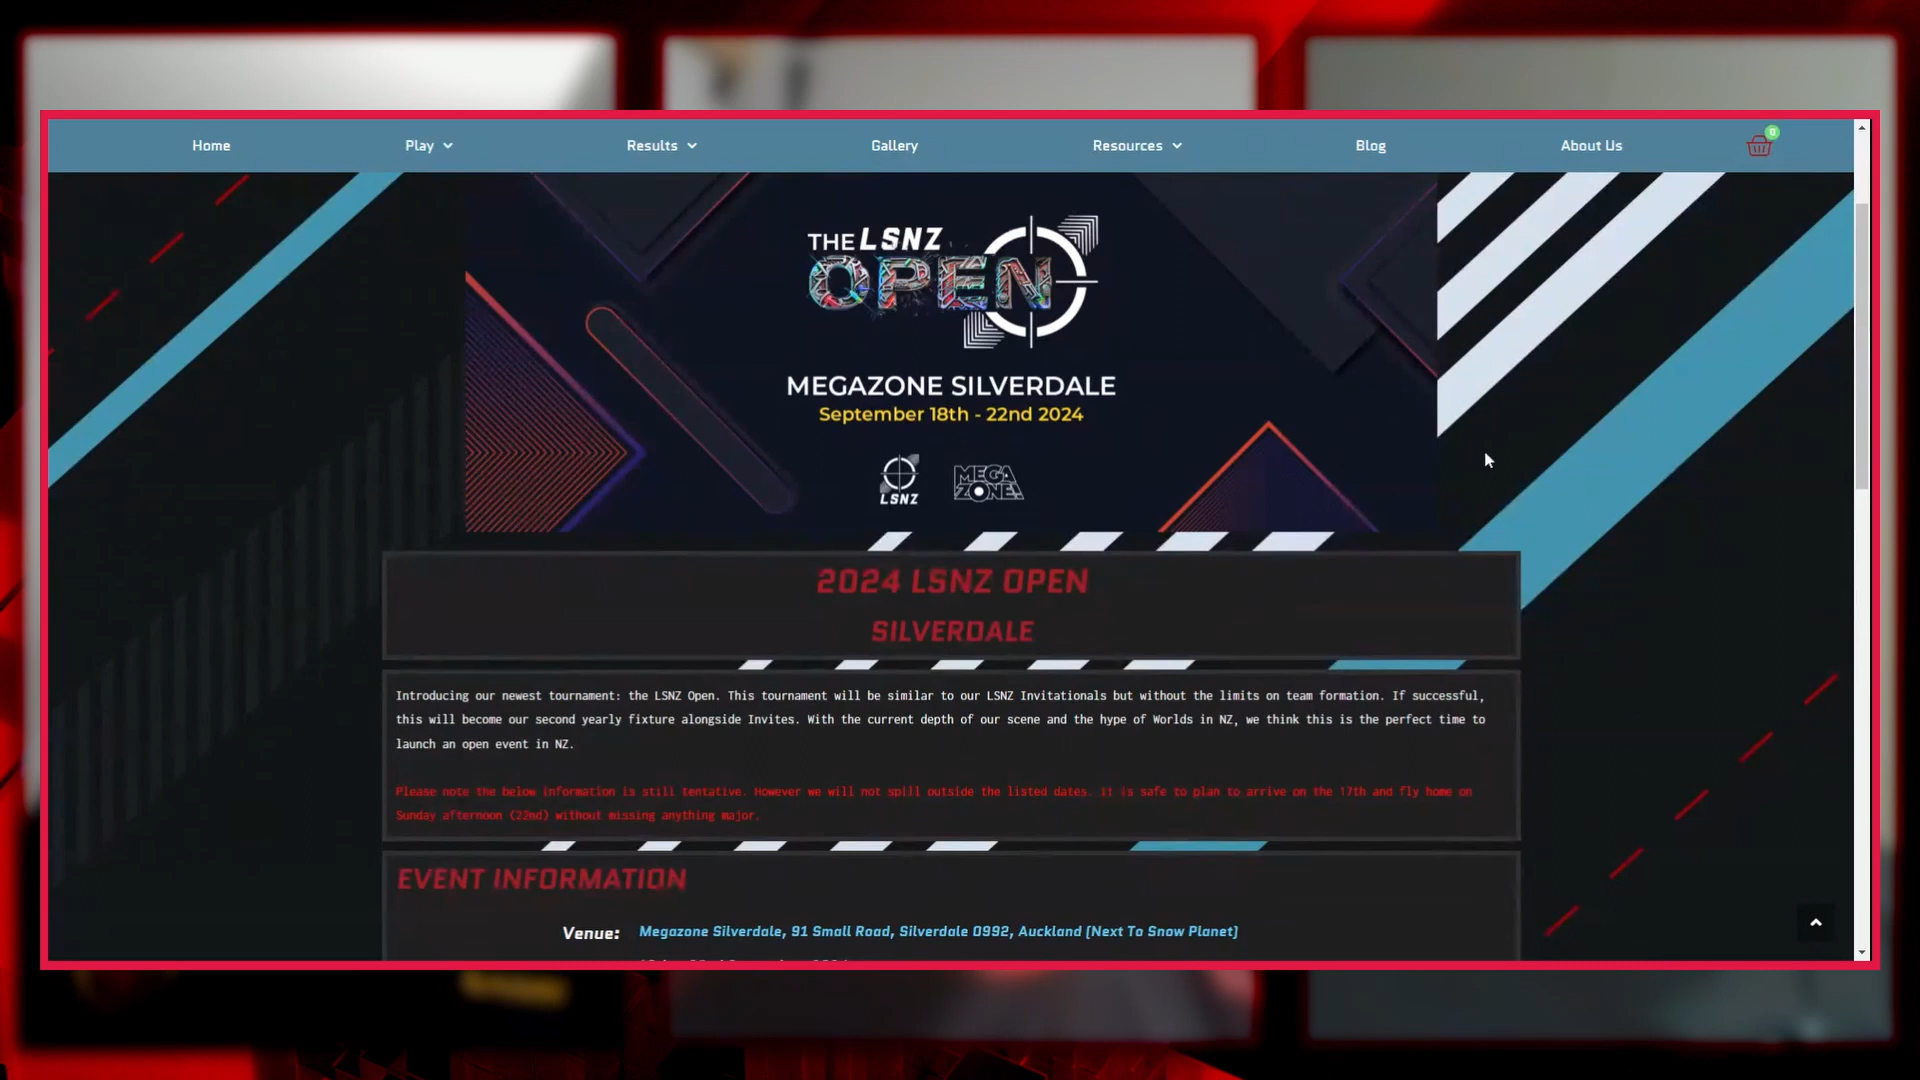 Home Play Results Gallery Resources Blog About Us 0
THE LSNZ
OPEN
MEGAZONE SILVERDALE
September 18th - 22nd 2024
LSNZ MEGA
ZONE
2024 LSNZ OPEN
SILVERDALE
Introducing our newest tournament: the LSNZ Open. This tournament will be similar to our LSNZ Invitationals but without the limits on team formation. If successful,
this will become our second yearly fixture alongside Invites. With the current depth of our scene and the hype of Worlds in NZ, we think this is the perfect time to
launch an open event in NZ.
Please note the below information is still tentative. However we will not spill outside the listed dates. It is safe to plan to arrive on the 17th and fly home on
Sunday afternoon (22nd) without missing anything major.
EVENT INFORMATION
Venue: Megazone Silverdale, 91 Small Road, Silverdale 0992, Auckland (Next To Snow Planet)